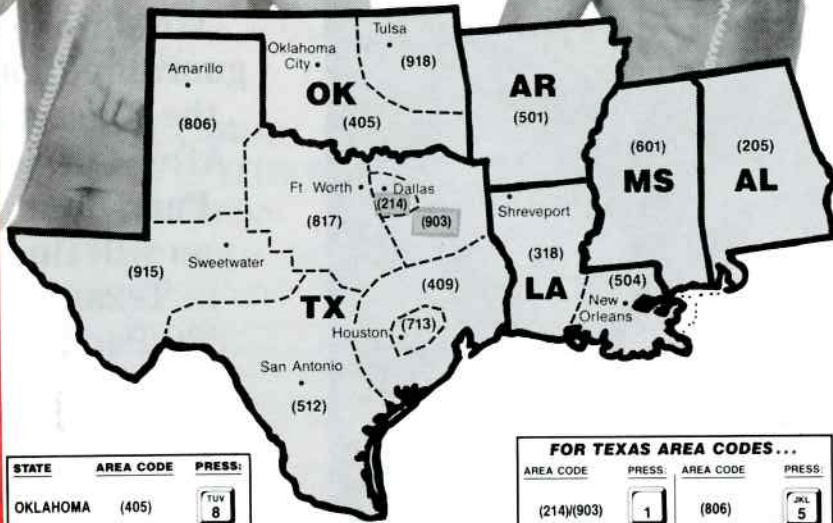 Tulsa
Oklahoma
City
(918)
Amarillo
OK
AR
(806)
(405)
(501)
(601)
(205)
MS
AL
Ft Worth
Dallas
(214)
(903)
Shreveport
(817)
(318)
(915)
Sweetwater
(409)
LA
(504)
New
Orleans
TX
Houston
(713)
San Antonio
(512)
STATE AREA CODE PRESS:
OKLAHOMA (405) TUV 8
FOR TEXAS AREA CODES...
AREA CODE PRESS: AREA CODE PRESS:
(214)/(903) 1 (806) JKL 5